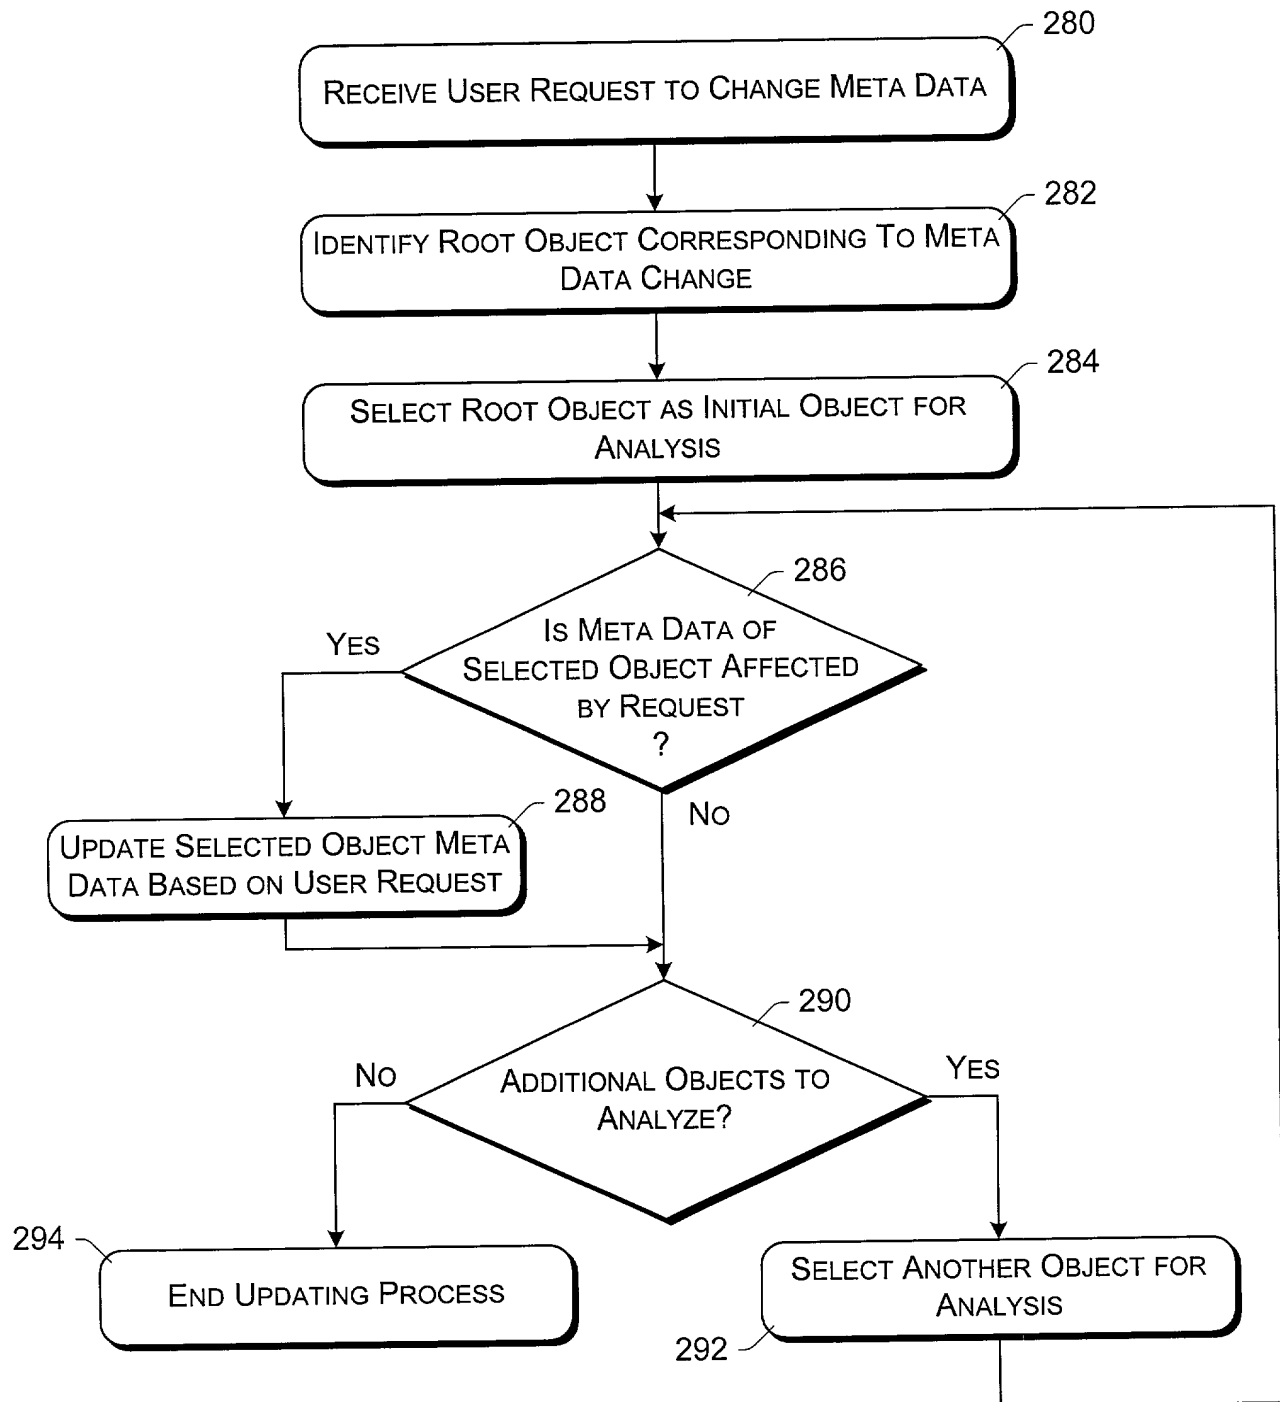 280
RECEIVE USER REQUEST TO CHANGE META DATA
282
IDENTIFY ROOT OBJECT CORRESPONDING TO META
DATA CHANGE
284
SELECT ROOT OBJECT AS INITIAL OBJECT FOR
ANALYSIS
286
IS META DATA OF
SELECTED OBJECT AFFECTED
BY REQUEST
?
YES
NO
288
UPDATE SELECTED OBJECT META
DATA BASED ON USER REQUEST
290
ADDITIONAL OBJECTS TO
ANALYZE?
NO
YES
294
END UPDATING PROCESS
SELECT ANOTHER OBJECT FOR
ANALYSIS
292